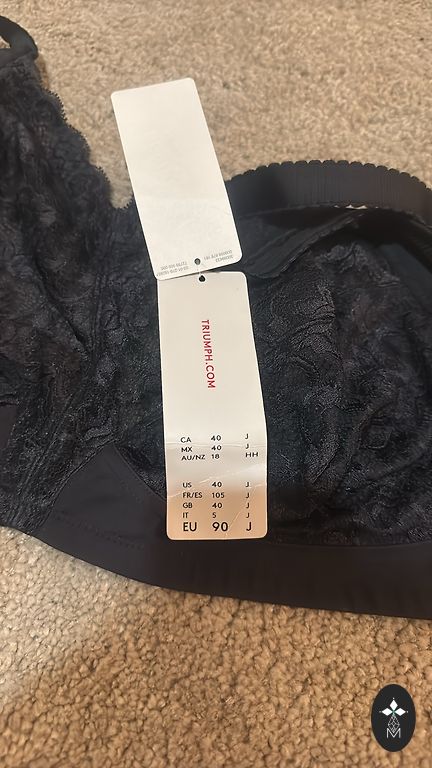 TRIUMPH.COM
CA 40 J
MX 40 J
AU/NZ 18 HH
US 40 J
FR/ES 105 J
GB 40 J
IT 5 J
EU 90 J
M